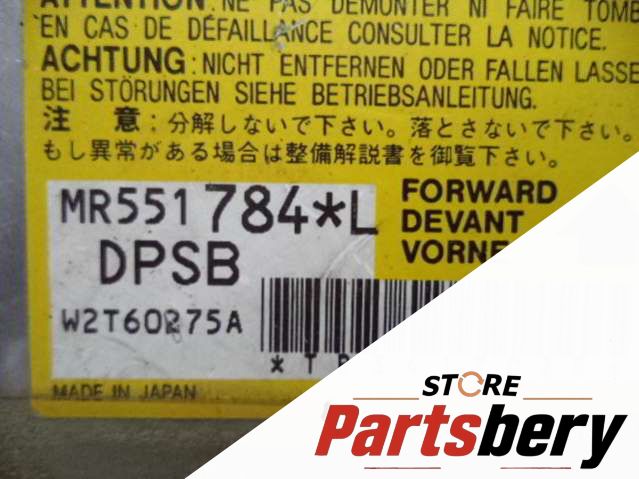 ATTENTION: NE PAS DÉMONTER NI FAIRE TOMB
EN CAS DE DÉFAILLANCE CONSULTER LA NOTICE.
ACHTUNG: NICHT ENTFERNEN ODER FALLEN LASSE
BEI STÖRUNGEN SIEHE BETRIEBSANLEITUNG.
注 意:分解しないで下さい。落とさないで下さい。
もし異常がある場合は整備解説書を御覧下さい。
MR551784*L
DPSB
W2T60275A
FORWARD
DEVANT
VORNE
* T
MADE IN JAPAN
STORE
Partsbery